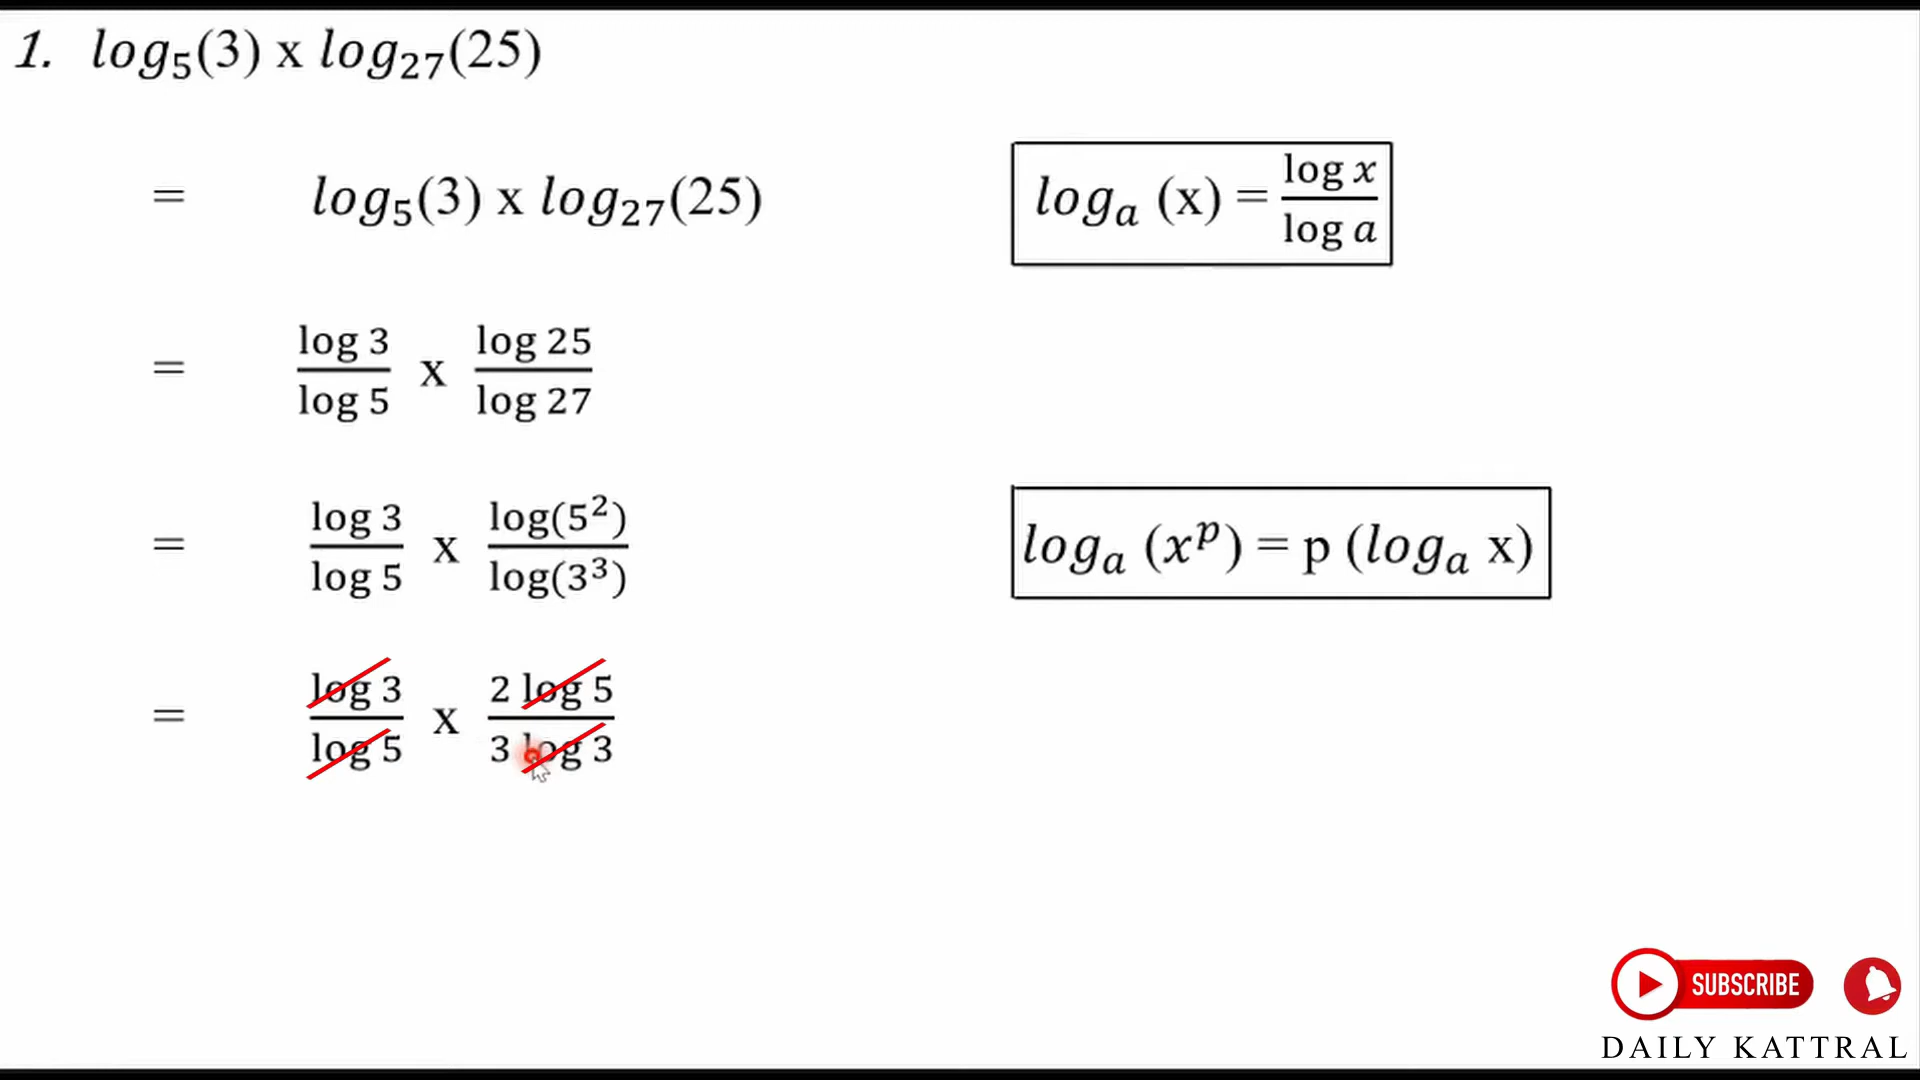 1. log₅(3) x log₂₇(25)
= log₅(3) x log₂₇(25)
logₐ (x) = log x / log a
= log 3 / log 5 x log 25 / log 27
= log 3 / log 5 x log(5²) / log(3³)
logₐ (xᵖ) = p (logₐ x)
= log 3 / log 5 x 2 log 5 / 3 log 3
SUBSCRIBE
DAILY KATTRAL